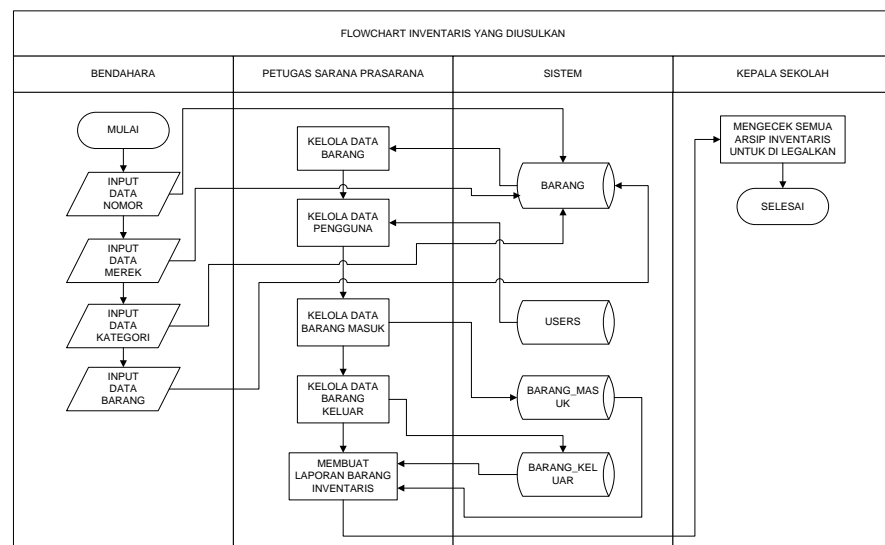 FLOWCHART INVENTARIS YANG DIUSULKAN
BENDAHARA
PETUGAS SARANA PRASARANA
SISTEM
KEPALA SEKOLAH
MULAI
INPUT
DATA
NOMOR
INPUT
DATA
MEREK
INPUT
DATA
KATEGORI
INPUT
DATA
BARANG
KELOLA DATA
BARANG
KELOLA DATA
PENGGUNA
KELOLA DATA
BARANG MASUK
KELOLA DATA
BARANG
KELUAR
MEMBUAT
LAPORAN BARANG
INVENTARIS
BARANG
USERS
BARANG_MAS
UK
BARANG_KEL
UAR
MENGECEK SEMUA
ARSIP INVENTARIS
UNTUK DI LEGALKAN
SELESAI